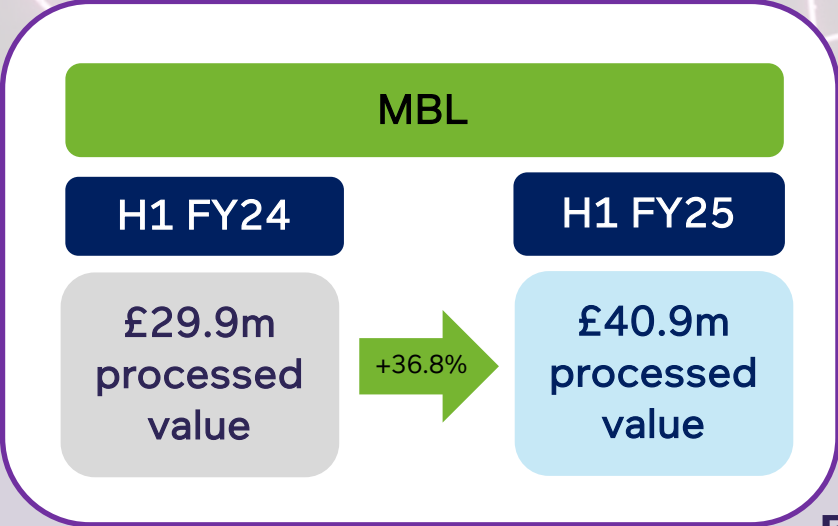 MBL
H1 FY24
H1 FY25
£29.9m
processed
value
+36.8%
£40.9m
processed
value